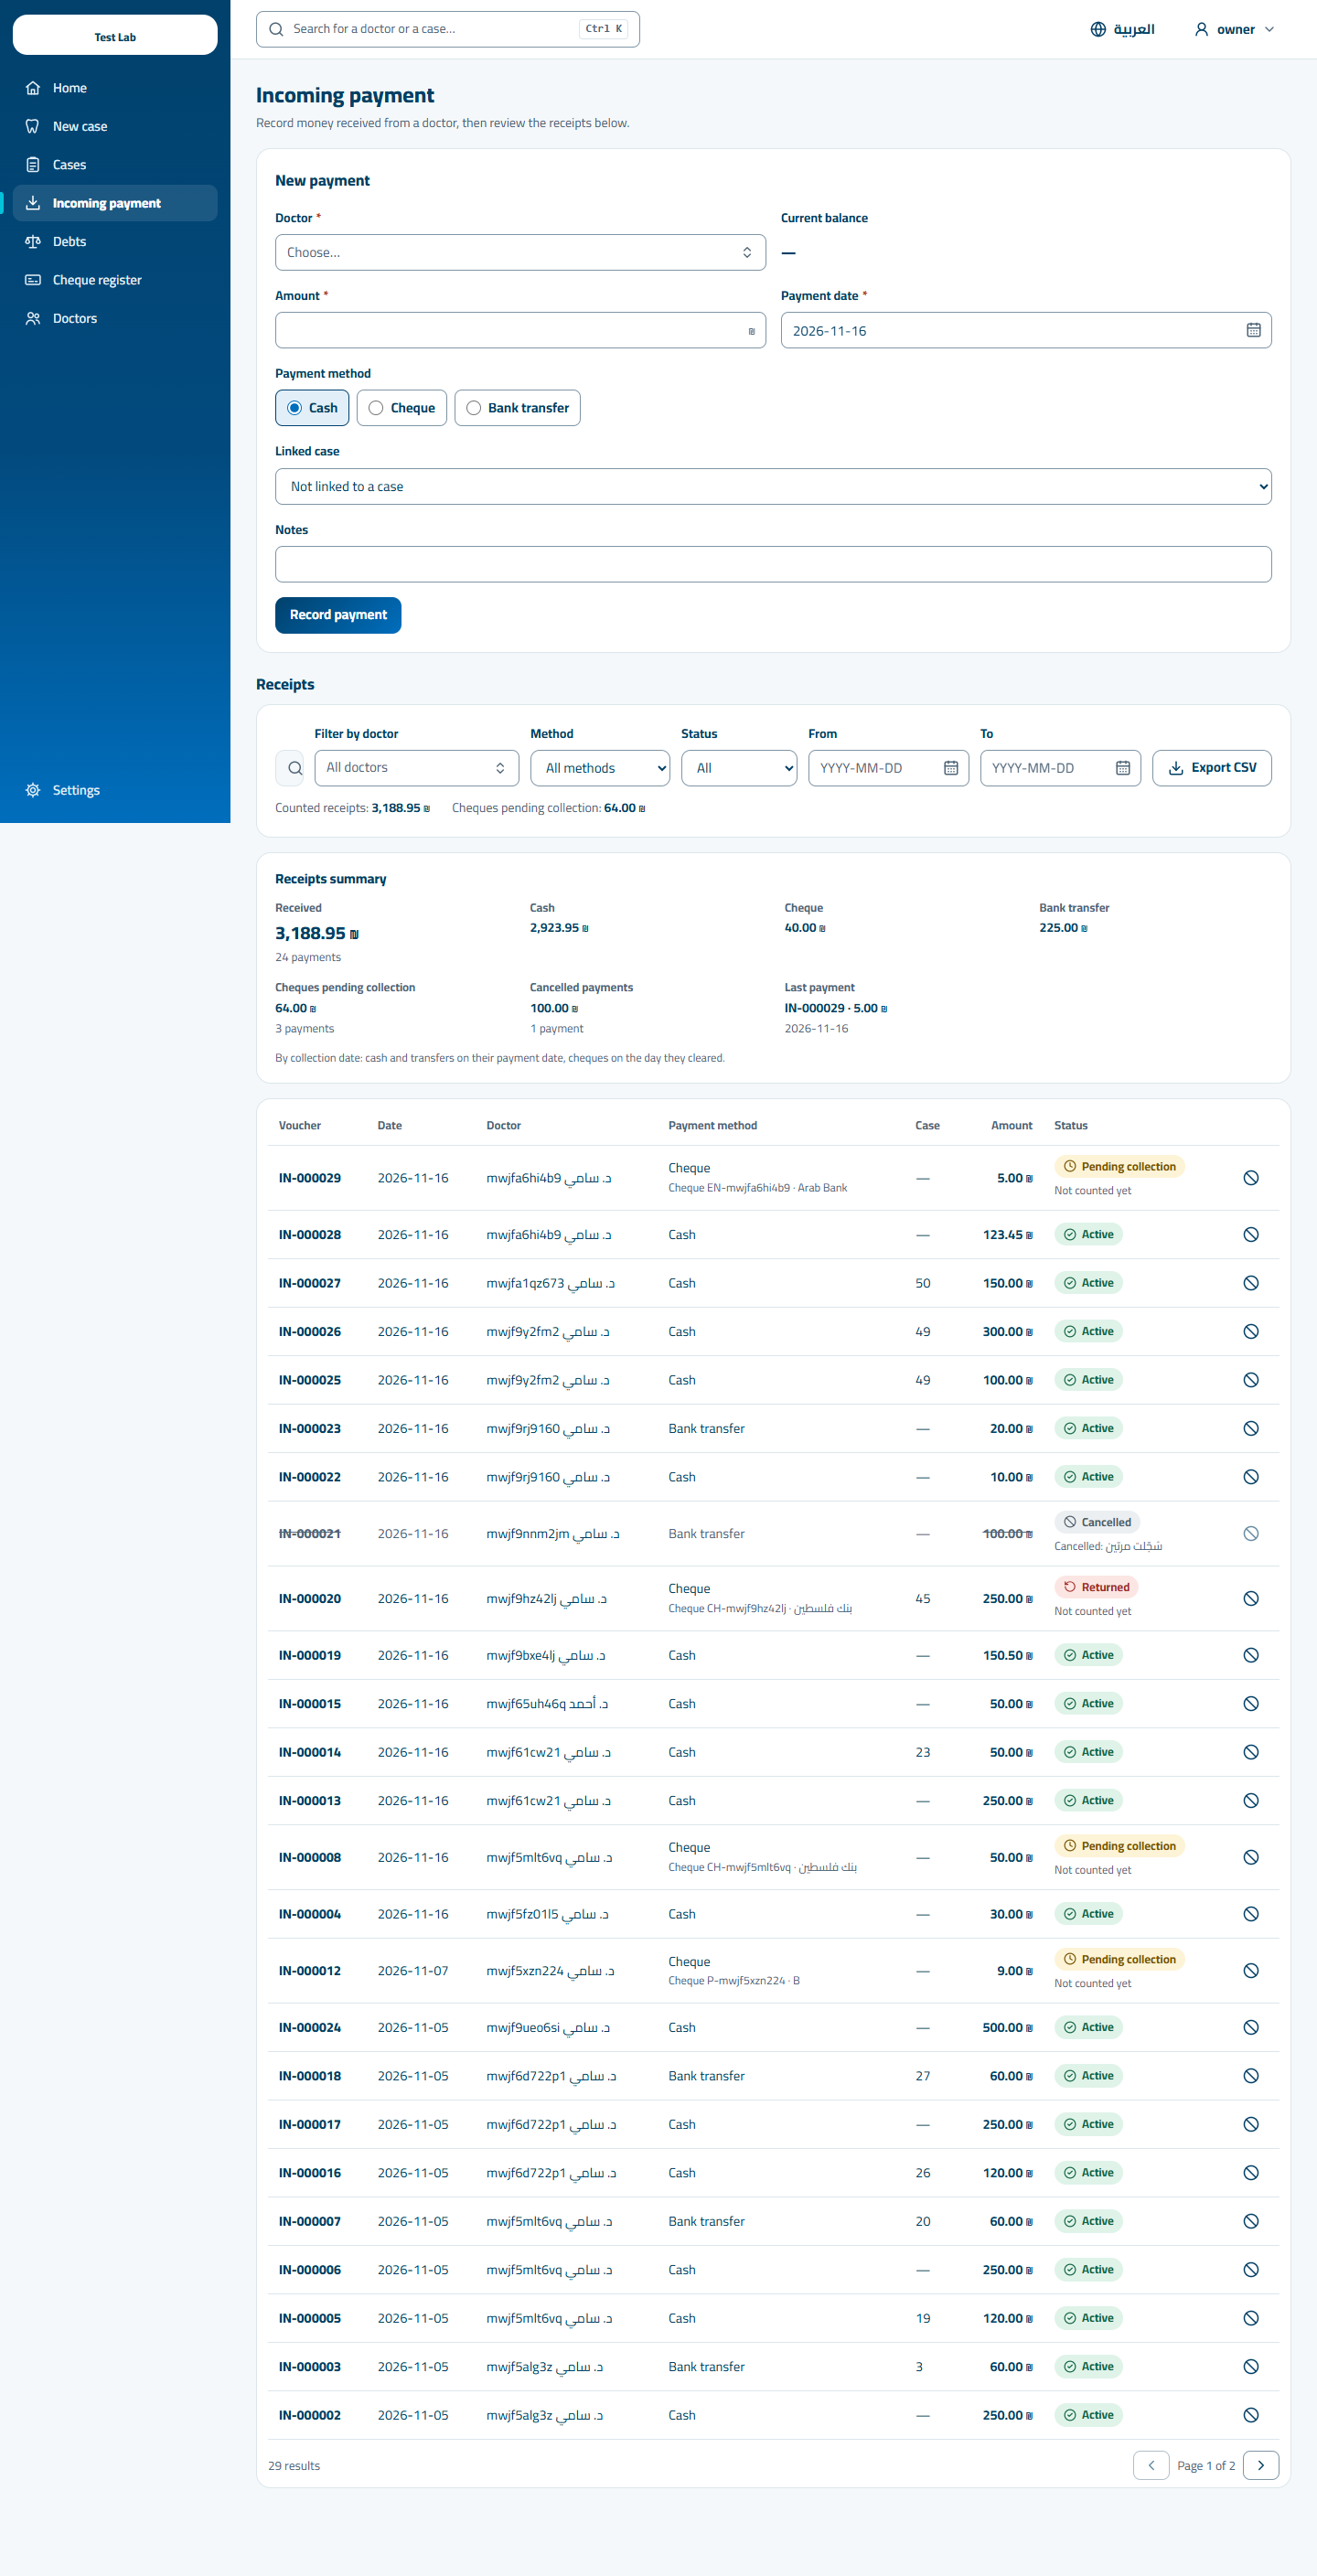 Test Lab
Search for a doctor or a case...
Ctrl K
العربية
owner
Home
New case
Cases
Incoming payment
Debts
Cheque register
Doctors
Settings
Incoming payment
Record money received from a doctor, then review the receipts below.
New payment
Doctor *
Current balance
Choose...
—
Amount *
Payment date *
₪
2026-11-16
Payment method
Cash
Cheque
Bank transfer
Linked case
Not linked to a case
Notes
Record payment
Receipts
Filter by doctor
Method
Status
From
To
All doctors
All methods
All
YYYY-MM-DD
YYYY-MM-DD
Export CSV
Counted receipts: 3,188.95 ₪ Cheques pending collection: 64.00 ₪
Receipts summary
Received
Cash
Cheque
Bank transfer
3,188.95 ₪
2,923.95 ₪
40.00 ₪
225.00 ₪
24 payments
Cheques pending collection
Cancelled payments
Last payment
64.00 ₪
100.00 ₪
IN-000029 · 5.00 ₪
3 payments
1 payment
2026-11-16
By collection date: cash and transfers on their payment date, cheques on the day they cleared.
Voucher Date Doctor Payment method Case Amount Status
IN-000029 2026-11-16 د. سامي mwjfa6hi4b9 Cheque — 5.00 ₪ Pending collection
Cheque EN-mwjfa6hi4b9 · Arab Bank Not counted yet
IN-000028 2026-11-16 د. سامي mwjfa6hi4b9 Cash — 123.45 ₪ Active
IN-000027 2026-11-16 د. سامي mwjfa1qz673 Cash 50 150.00 ₪ Active
IN-000026 2026-11-16 د. سامي mwjf9y2fm2 Cash 49 300.00 ₪ Active
IN-000025 2026-11-16 د. سامي mwjf9y2fm2 Cash 49 100.00 ₪ Active
IN-000023 2026-11-16 د. سامي mwjf9rj9160 Bank transfer — 20.00 ₪ Active
IN-000022 2026-11-16 د. سامي mwjf9rj9160 Cash — 10.00 ₪ Active
IN-000021 2026-11-16 د. سامي mwjf9nnm2jm Bank transfer — 100.00 ₪ Cancelled
Cancelled: سُجّلت مرتين
IN-000020 2026-11-16 د. سامي mwjf9hz42lj Cheque 45 250.00 ₪ Returned
Cheque CH-mwjf9hz42lj · بنك فلسطين Not counted yet
IN-000019 2026-11-16 د. سامي mwjf9bxe4lj Cash — 150.50 ₪ Active
IN-000015 2026-11-16 د. أحمد mwjf65uh46q Cash — 50.00 ₪ Active
IN-000014 2026-11-16 د. سامي mwjf61cw21 Cash 23 50.00 ₪ Active
IN-000013 2026-11-16 د. سامي mwjf61cw21 Cash — 250.00 ₪ Active
IN-000008 2026-11-16 د. سامي mwjf5mlt6vq Cheque — 50.00 ₪ Pending collection
Cheque CH-mwjf5mlt6vq · بنك فلسطين Not counted yet
IN-000004 2026-11-16 د. سامي mwjf5fz01l5 Cash — 30.00 ₪ Active
IN-000012 2026-11-07 د. سامي mwjf5xzn224 Cheque — 9.00 ₪ Pending collection
Cheque P-mwjf5xzn224 · B Not counted yet
IN-000024 2026-11-05 د. سامي mwjf9ueo6si Cash — 500.00 ₪ Active
IN-000018 2026-11-05 د. سامي mwjf6d722p1 Bank transfer 27 60.00 ₪ Active
IN-000017 2026-11-05 د. سامي mwjf6d722p1 Cash — 250.00 ₪ Active
IN-000016 2026-11-05 د. سامي mwjf6d722p1 Cash 26 120.00 ₪ Active
IN-000007 2026-11-05 د. سامي mwjf5mlt6vq Bank transfer 20 60.00 ₪ Active
IN-000006 2026-11-05 د. سامي mwjf5mlt6vq Cash — 250.00 ₪ Active
IN-000005 2026-11-05 د. سامي mwjf5mlt6vq Cash 19 120.00 ₪ Active
IN-000003 2026-11-05 د. سامي mwjf5alg3z Bank transfer 3 60.00 ₪ Active
IN-000002 2026-11-05 د. سامي mwjf5alg3z Cash — 250.00 ₪ Active
29 results
Page 1 of 2